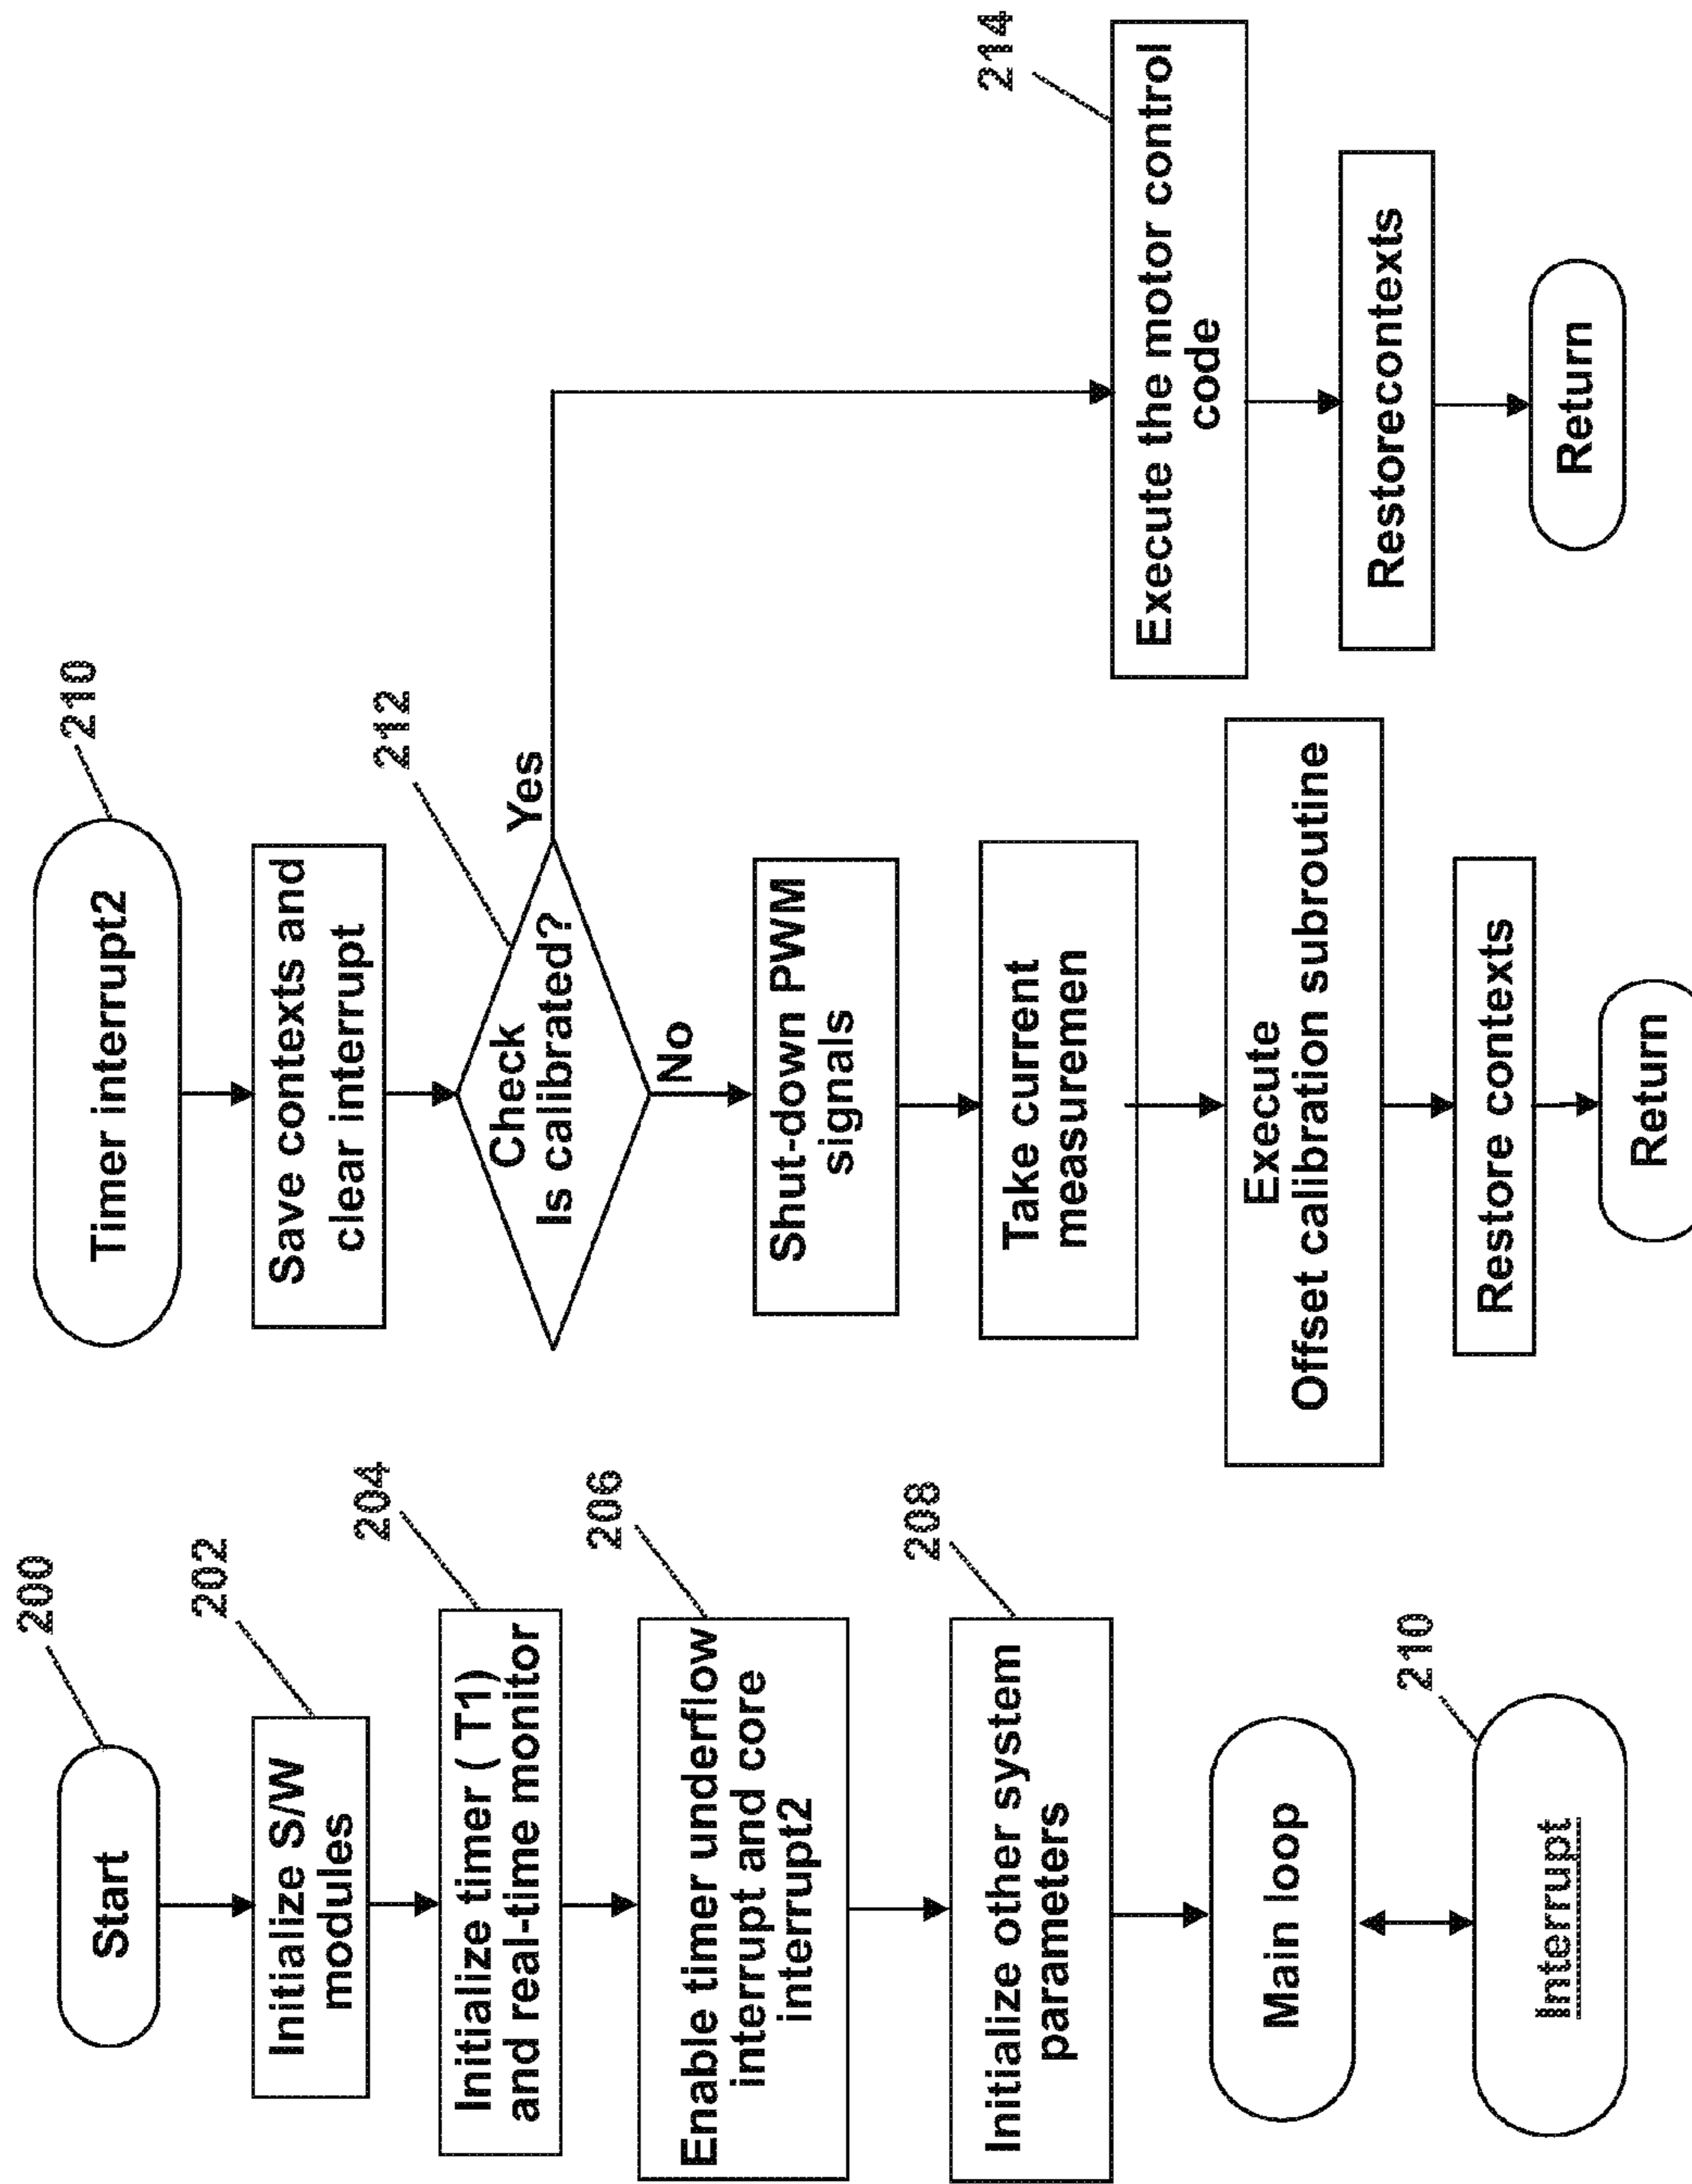 Start
200
Initialize S/W
modules
202
Initialize timer ( T1)
and real-time monitor
204
Enable timer underflow
interrupt and core
interrupt2
206
Initialize other system
parameters
208
Main loop
interrupt
210
Timer interrupt2
210
Save contexts and
clear interrupt
Check
Is calibrated?
212
Yes
No
Shut-down PWM
signals
Take current
measuremen
Execute
Offset calibration subroutine
Restore contexts
Return
Execute the motor control
code
214
Restorecontexts
Return